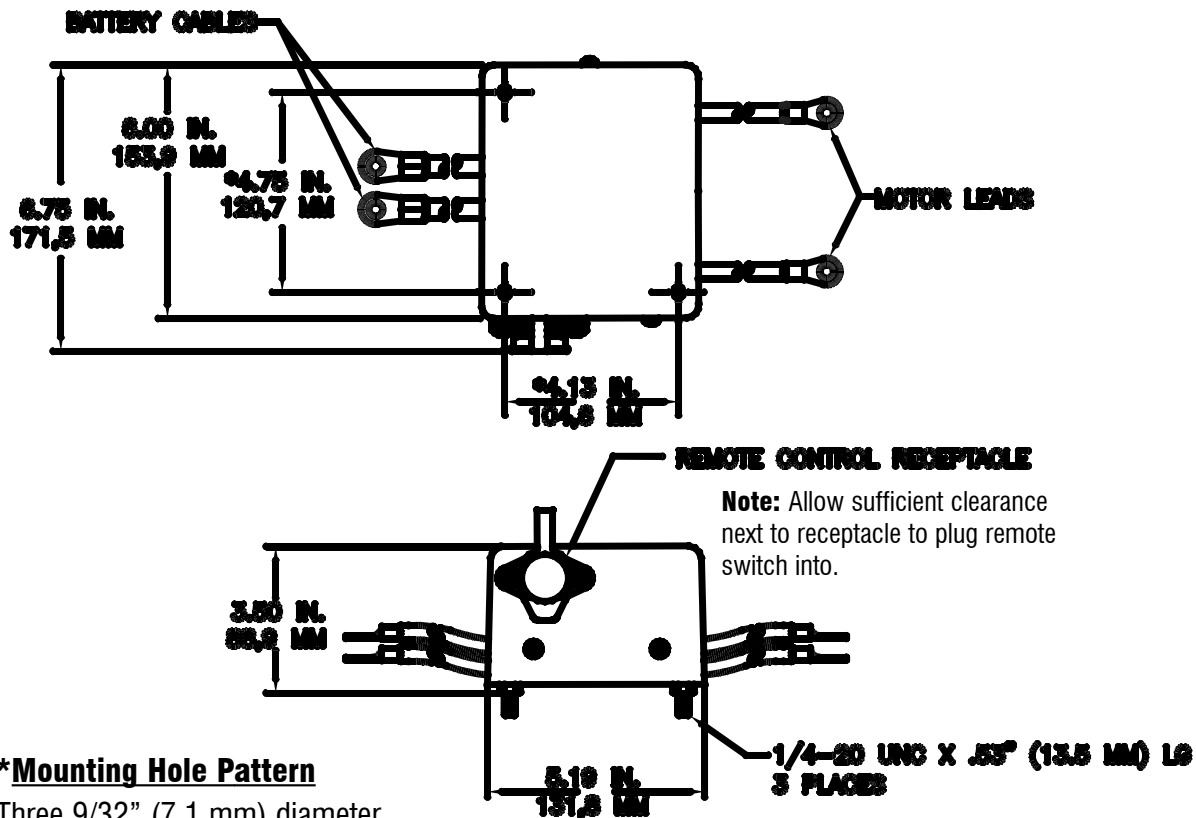 BATTERY CABLES
6.00 IN.
153,9 MM
*4.75 IN.
120,7 MM
6.75 IN.
171,5 MM
MOTOR LEADS
*4.13 IN.
104,8 MM
REMOTE CONTROL RECEPTACLE
Note: Allow sufficient clearance
next to receptacle to plug remote
switch into.
3.50 IN.
88,9 MM
1/4-20 UNC X .53" (13.5 MM) LG
3 PLACES
5.19 IN.
131,8 MM
*Mounting Hole Pattern
Three 9/32" (7.1 mm) diameter